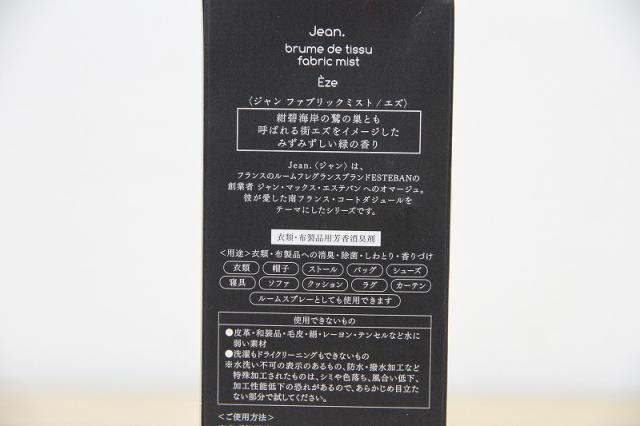 Jean.
brume de tissu
fabric mist
Èze
〈ジャン ファブリックミスト / エズ〉
紺碧海岸の鷲の巣とも
呼ばれる街エズをイメージした
みずみずしい緑の香り
Jean.〈ジャン〉は、
フランスのルームフレグランスブランドESTEBANの
創業者 ジャン・マックス・エステバン へのオマージュ。
彼が愛した南フランス・コートダジュールを
テーマにしたシリーズです。
衣類・布製品用芳香消臭剤
<用途>衣類・布製品への消臭・除菌・しわとり・香りづけ
衣類 帽子 ストール バッグ シューズ
寝具 ソファ クッション ラグ カーテン
ルームスプレーとしても使用できます
使用できないもの
●皮革・和装品・毛皮・絹・レーヨン・テンセルなど水に
弱い素材
●洗濯もドライクリーニングもできないもの
※水洗い不可の表示のあるもの、防水・撥水加工など
特殊加工されたものは、シミや色落ち、風合い低下、
加工性能低下の恐れがあるので、あらかじめ目立た
ない部分で試してください。
<ご使用方法>